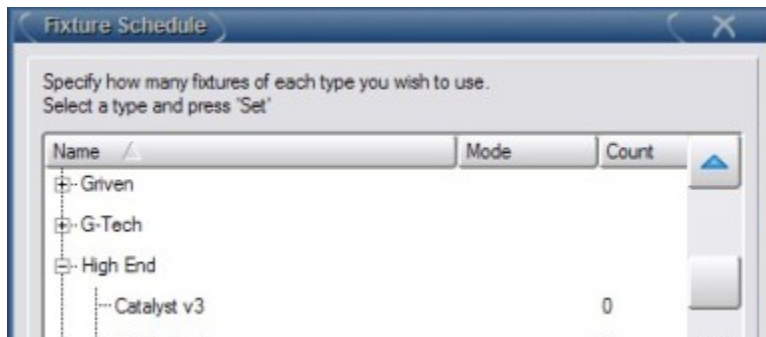 Fixture Schedule
Specify how many fixtures of each type you wish to use.
Select a type and press 'Set'
Name Mode Count
Griven
G-Tech
High End
Catalyst v3 0